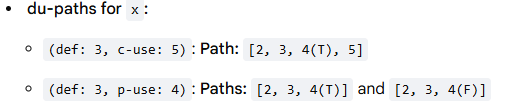 • du-paths for x:
○ (def: 3, c-use: 5): Path: [2, 3, 4(T), 5]
○ (def: 3, p-use: 4): Paths: [2, 3, 4(T)] and [2, 3, 4(F)]